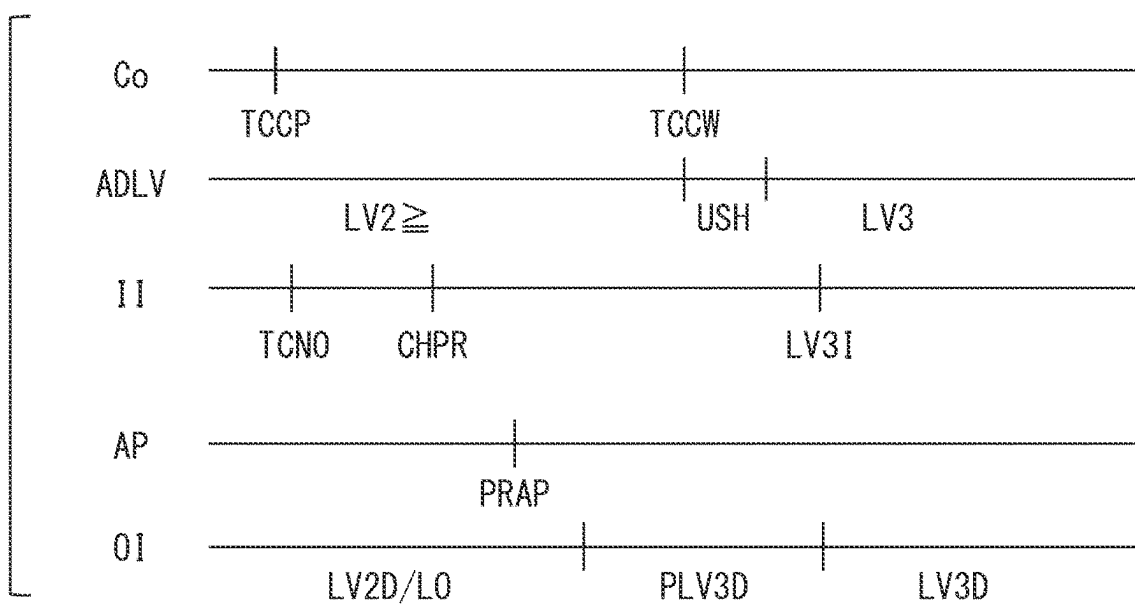 Co
TCCP TCCW
ADLV
LV2≧ USH LV3
II
TCNO CHPR LV3I
AP
PRAP
OI
LV2D/LO PLV3D LV3D